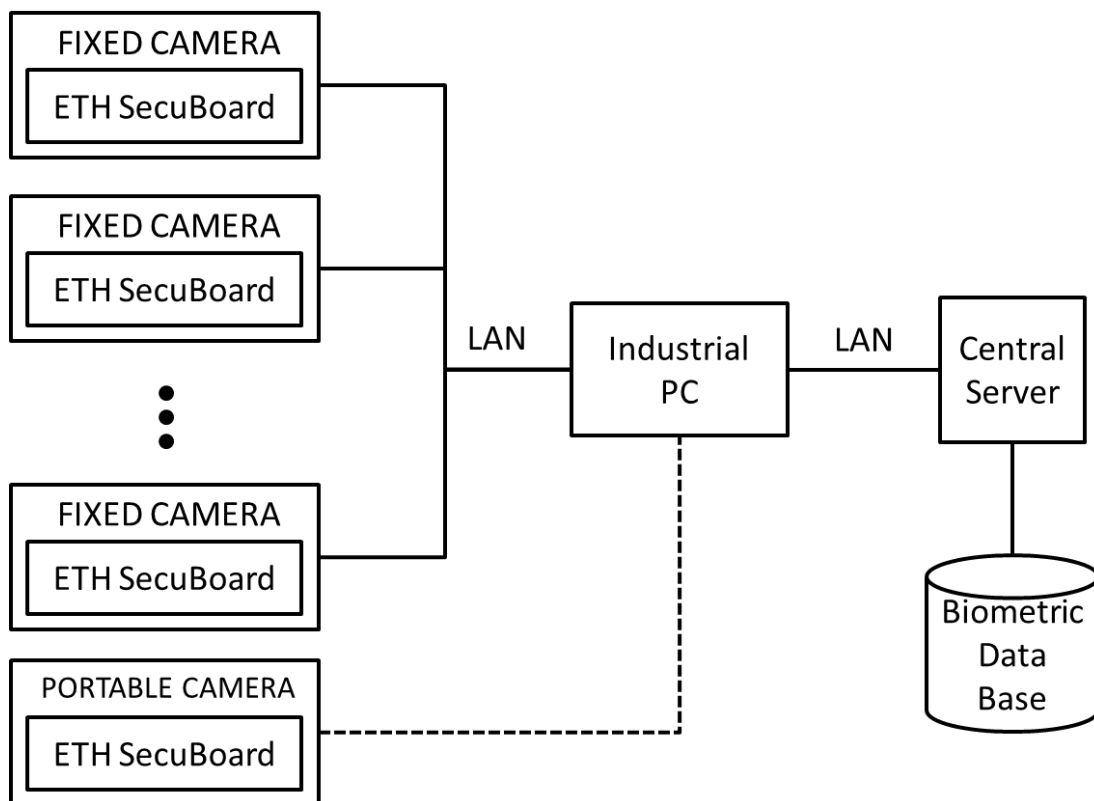 FIXED CAMERA
ETH SecuBoard
FIXED CAMERA
ETH SecuBoard
FIXED CAMERA
ETH SecuBoard
PORTABLE CAMERA
ETH SecuBoard
LAN
Industrial
PC
LAN
Central
Server
Biometric
Data
Base